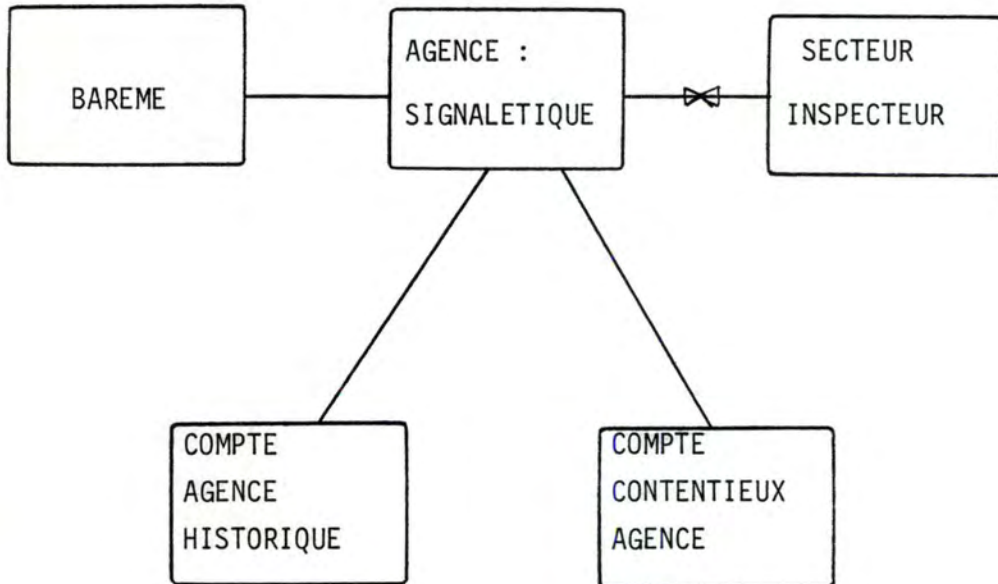 BAREME
AGENCE :
SIGNALETIQUE
SECTEUR
INSPECTEUR
COMPTE
AGENCE
HISTORIQUE
COMPTE
CONTENTIEUX
AGENCE